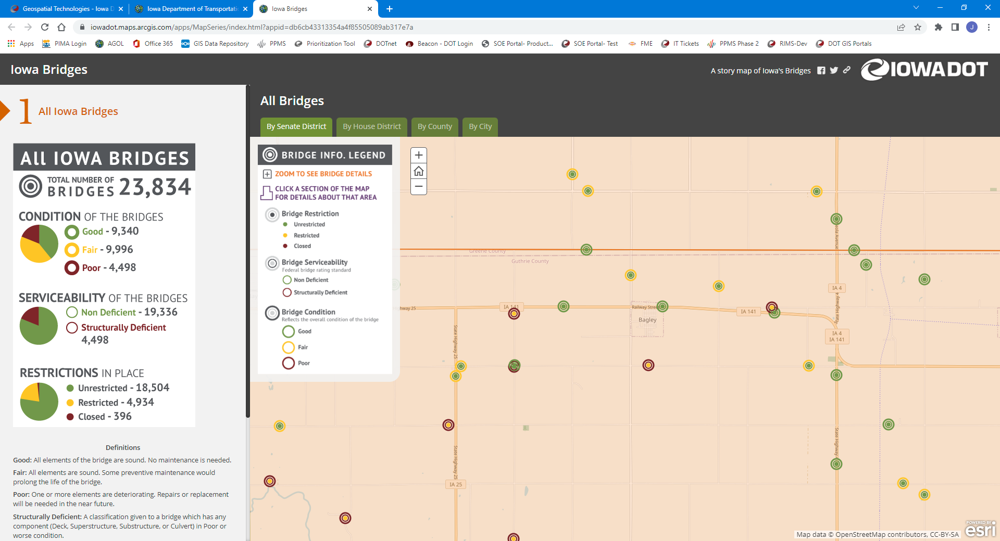 Geospatial Technologies - Iowa D
Iowa Department of Transportati
Iowa Bridges
iowadot.maps.arcgis.com/apps/MapSeries/index.html?appid=db6cb43313354a4f85505089ab317e7a
J
Apps
PIMA Login
AGOL
Office 365
GIS Data Repository
PPMS
Prioritization Tool
DOTnet
Beacon - DOT Login
SOE Portal- Product...
SOE Portal- Test
FME
IT Tickets
PPMS Phase 2
RIMS-Dev
DOT GIS Portals
Iowa Bridges
A story map of Iowa's Bridges
IOWADOT
1 All Iowa Bridges
All IOWA BRIDGES
TOTAL NUMBER OF
BRIDGES 23,834
CONDITION OF THE BRIDGES
Good - 9,340
Fair - 9,996
Poor - 4,498
SERVICEABILITY OF THE BRIDGES
Non Deficient - 19,336
Structurally Deficient
4,498
RESTRICTIONS IN PLACE
Unrestricted - 18,504
Restricted - 4,934
Closed - 396
Definitions
Good: All elements of the bridge are sound. No maintenance is needed.
Fair: All elements are sound. Some preventive maintenance would
prolong the life of the bridge.
Poor: One or more elements are deteriorating. Repairs or replacement
will be needed in the near future.
Structurally Deficient: A classification given to a bridge which has any
component (Deck, Superstructure, Substructure, or Culvert) in Poor or
worse condition.
All Bridges
By Senate District
By House District
By County
By City
BRIDGE INFO. LEGEND
ZOOM TO SEE BRIDGE DETAILS
CLICK A SECTION OF THE MAP
FOR DETAILS ABOUT THAT AREA
Bridge Restriction
Unrestricted
Restricted
Closed
Bridge Serviceability
Federal bridge rating standard
Non Deficient
Structurally Deficient
Bridge Condition
Reflects the overall condition of the bridge
Good
Fair
Poor
Greene County
Guthrie County
IA 4
State Highway 4
hway 25
IA 141
Railway Stre
Bagley
IA 141
IA 4
IA 141
State Highway 25
State Highway 25
IA 25
State Highway 4
eola Avenue
POWERED BY
esri
Map data © OpenStreetMap contributors, CC-BY-SA